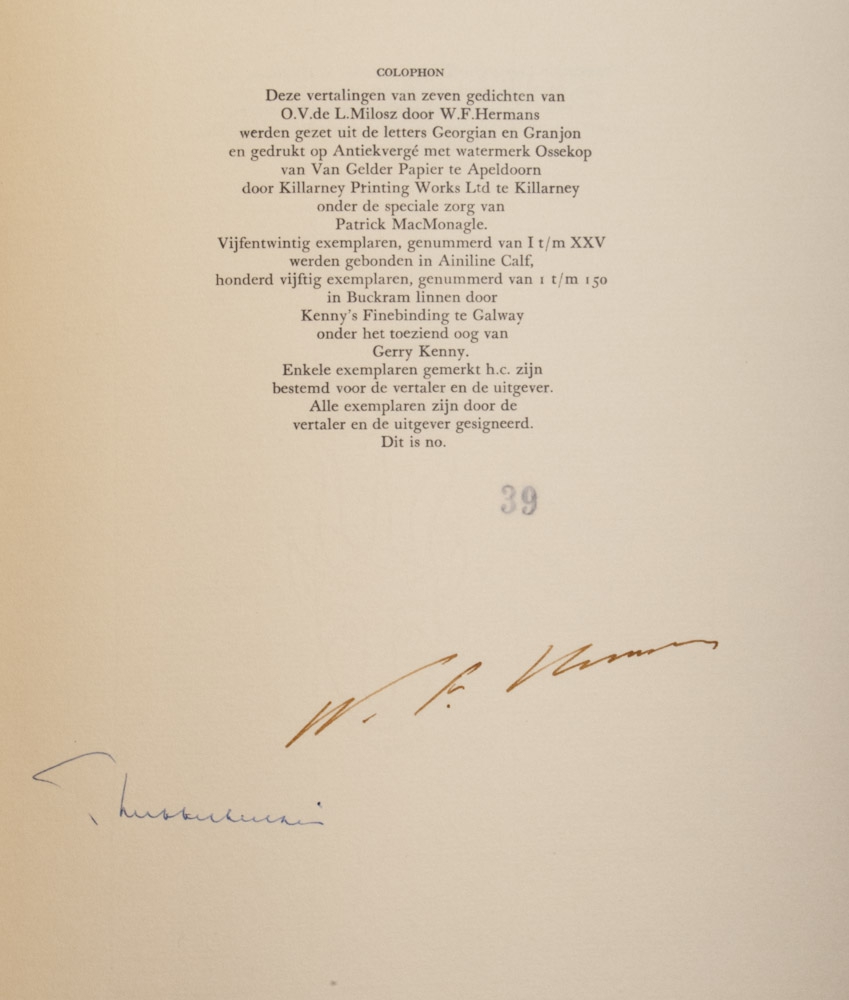 COLOPHON
Deze vertalingen van zeven gedichten van
O.V.de L.Milosz door W.F.Hermans
werden gezet uit de letters Georgian en Granjon
en gedrukt op Antiekvergé met watermerk Ossekop
van Van Gelder Papier te Apeldoorn
door Killarney Printing Works Ltd te Killarney
onder de speciale zorg van
Patrick MacMonagle.
Vijfentwintig exemplaren, genummerd van I t/m XXV
werden gebonden in Ainiline Calf,
honderd vijftig exemplaren, genummerd van 1 t/m 150
in Buckram linnen door
Kenny's Finebinding te Galway
onder het toeziend oog van
Gerry Kenny.
Enkele exemplaren gemerkt h.c. zijn
bestemd voor de vertaler en de uitgever.
Alle exemplaren zijn door de
vertaler en de uitgever gesigneerd.
Dit is no.
39
W. F. Hermans